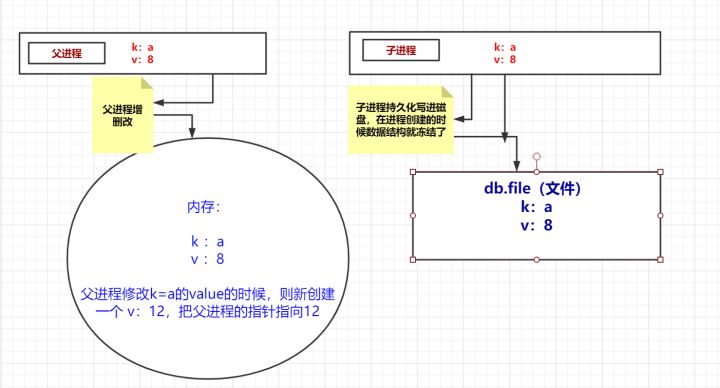 父进程
k：a
v：8
子进程
k：a
v：8
父进程增
删改
子进程持久化写进磁
盘，在进程创建的时
候数据结构就冻结了
内存：
k ：a
v ：8
父进程修改k=a的value的时候，则新创建
一个 v：12，把父进程的指针指向12
db.file（文件）
k：a
v：8